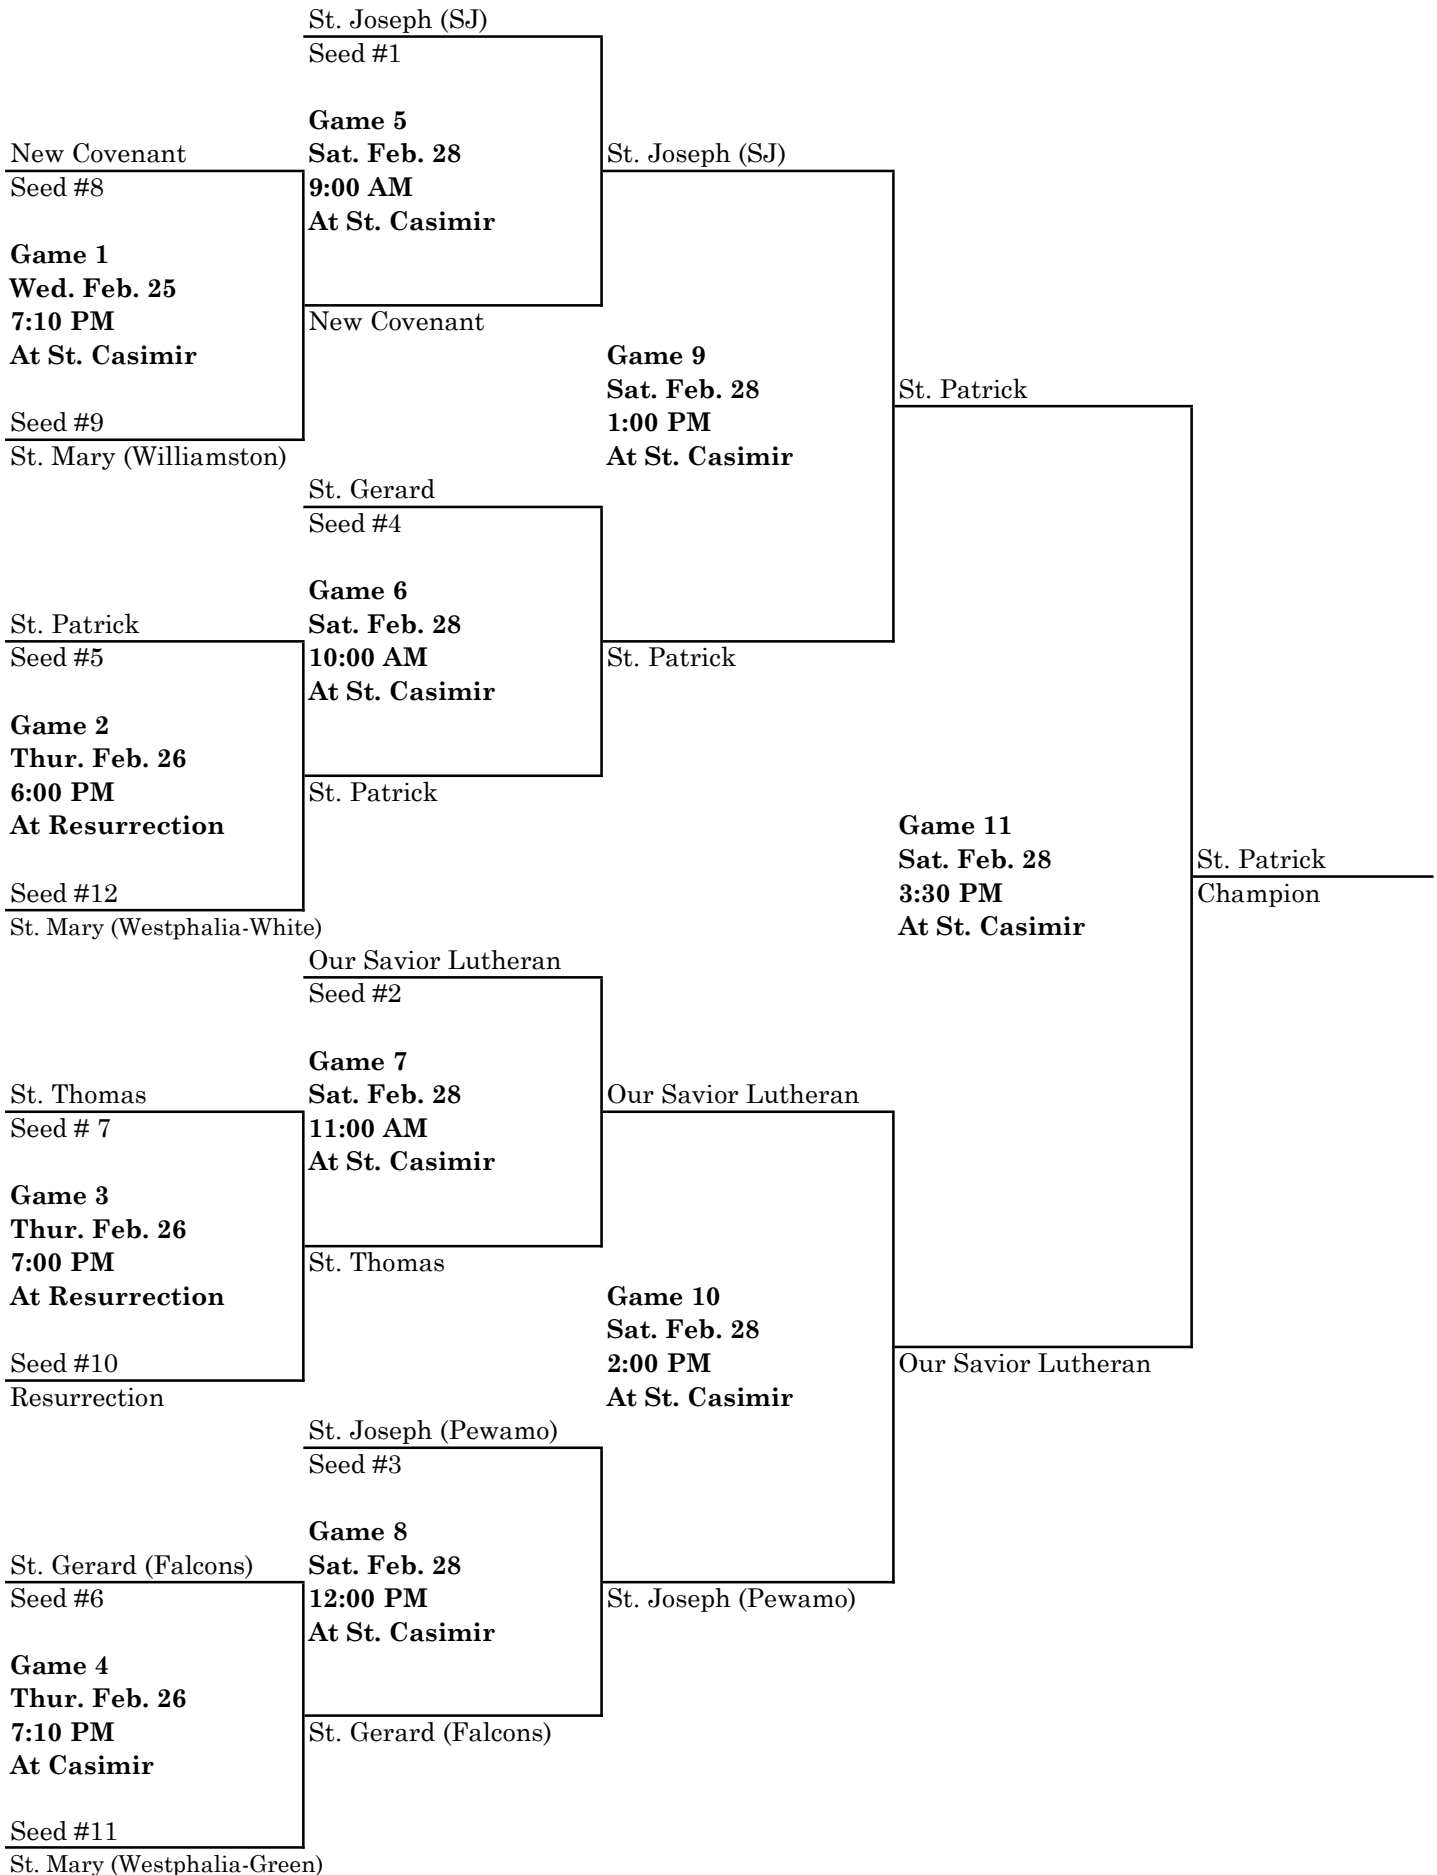 St. Joseph (SJ)
Seed #1
Game 5
Sat. Feb. 28
9:00 AM
At St. Casimir
New Covenant
Seed #8
Game 1
Wed. Feb. 25
7:10 PM
At St. Casimir
Seed #9
St. Mary (Williamston)
New Covenant
St. Joseph (SJ)
Game 9
Sat. Feb. 28
1:00 PM
At St. Casimir
St. Gerard
Seed #4
Game 6
Sat. Feb. 28
10:00 AM
At St. Casimir
St. Patrick
Seed #5
Game 2
Thur. Feb. 26
6:00 PM
At Resurrection
Seed #12
St. Mary (Westphalia-White)
St. Patrick
St. Patrick
St. Patrick
Game 11
Sat. Feb. 28
3:30 PM
At St. Casimir
St. Patrick
Champion
Our Savior Lutheran
Seed #2
Game 7
Sat. Feb. 28
11:00 AM
At St. Casimir
St. Thomas
Seed # 7
Game 3
Thur. Feb. 26
7:00 PM
At Resurrection
Seed #10
Resurrection
St. Thomas
Our Savior Lutheran
Game 10
Sat. Feb. 28
2:00 PM
At St. Casimir
Our Savior Lutheran
St. Joseph (Pewamo)
Seed #3
Game 8
Sat. Feb. 28
12:00 PM
At St. Casimir
St. Joseph (Pewamo)
St. Gerard (Falcons)
Seed #6
Game 4
Thur. Feb. 26
7:10 PM
At Casimir
Seed #11
St. Mary (Westphalia-Green)
St. Gerard (Falcons)